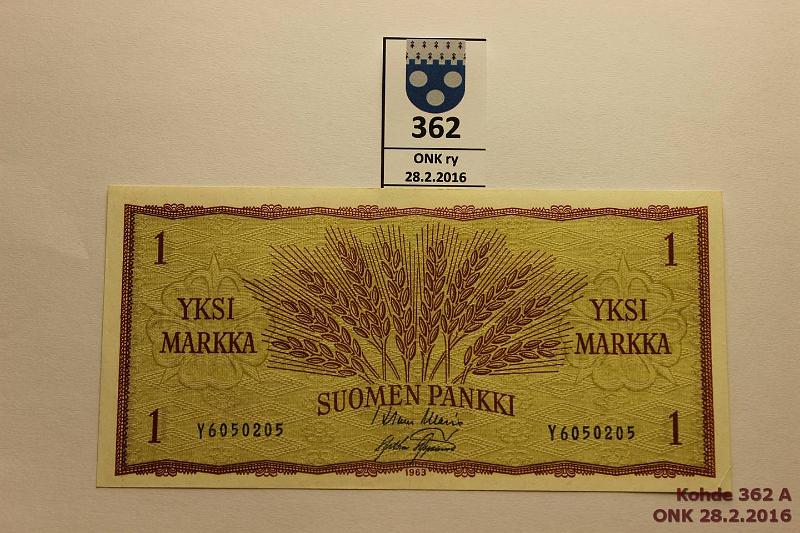 362
ONK ry
28.2.2016
1
1
YKSI
MARKKA
YKSI
MARKKA
SUOMEN PANKKI
1
Y6050205
Y6050205
1
1963
Kohde 362 A
ONK 28.2.2016